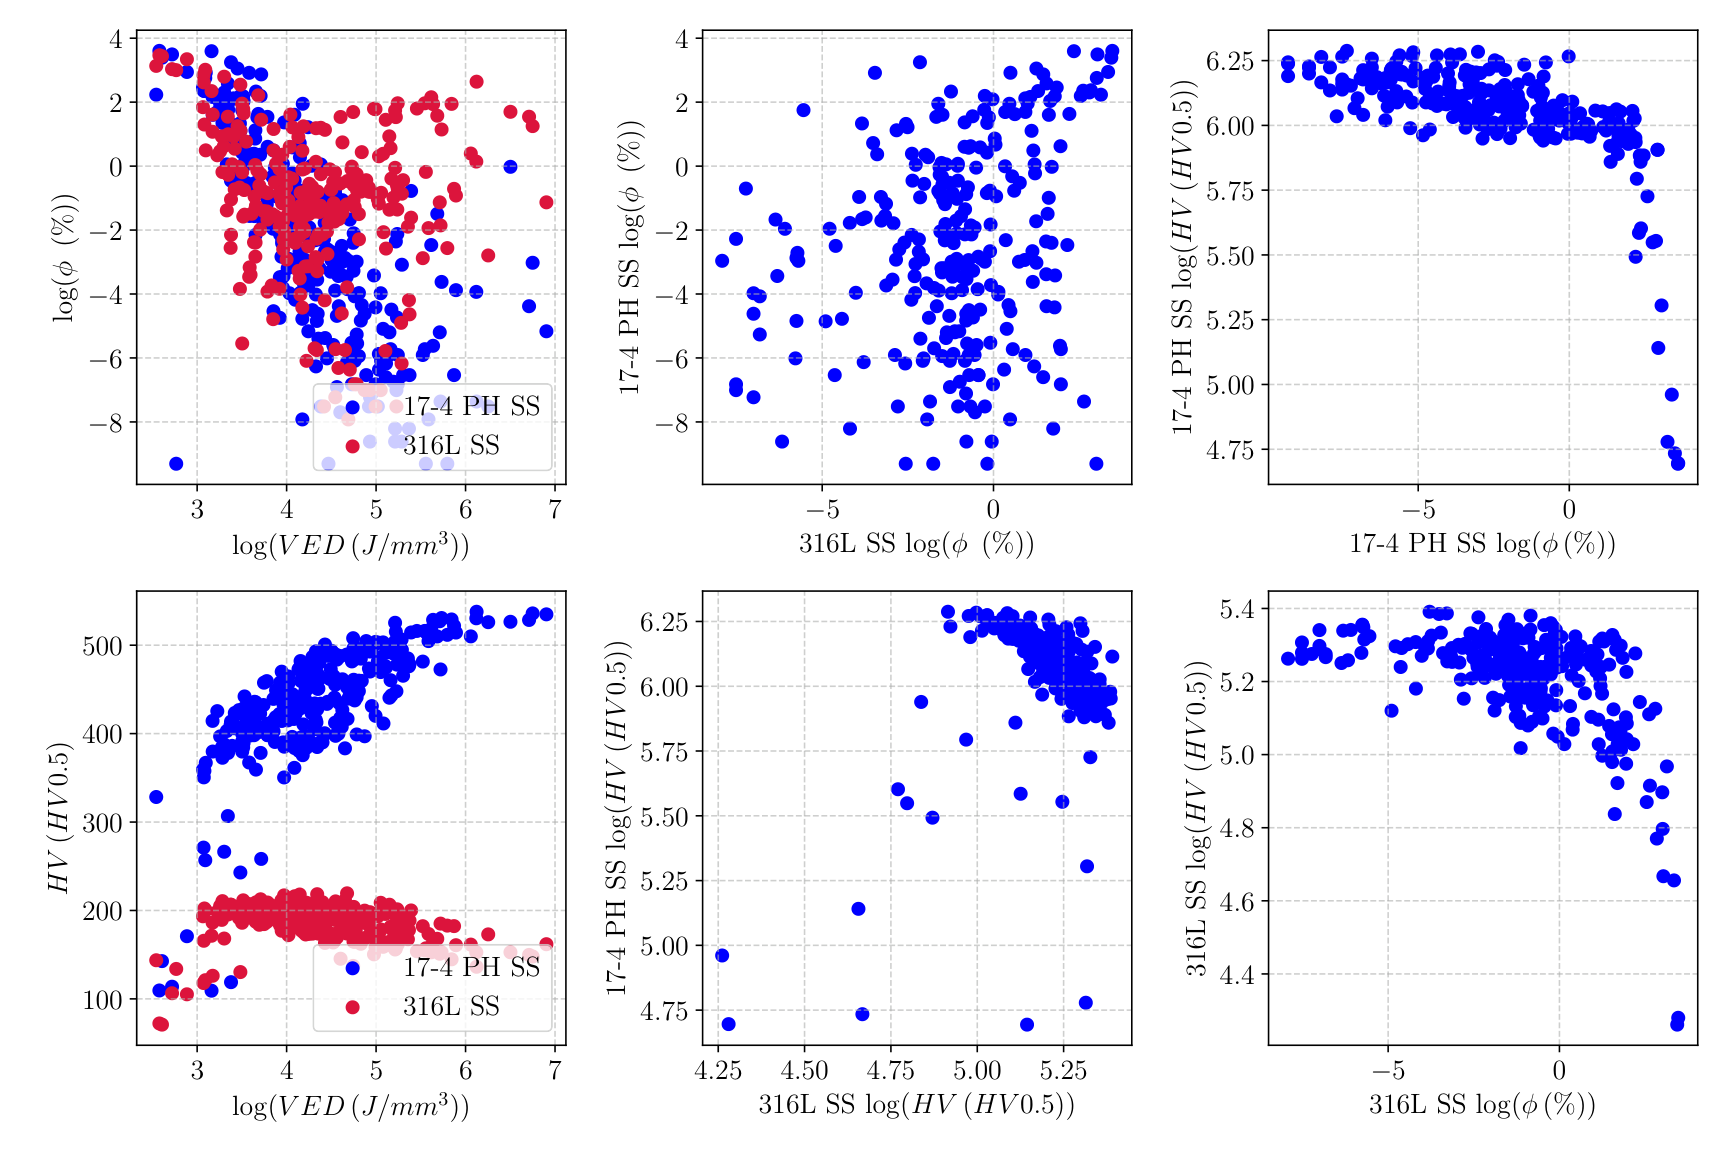 4
2
0
−2
−4
−6
−8
log(ϕ (%))
3 4 5 6 7
log(VED (J/mm³))
17-4 PH SS
316L SS
4
2
0
−2
−4
−6
−8
17-4 PH SS log(ϕ (%))
−5 0
316L SS log(ϕ (%))
6.25
6.00
5.75
5.50
5.25
5.00
4.75
17-4 PH SS log(HV (HV0.5))
−5 0
17-4 PH SS log(ϕ(%))
500
400
300
200
100
HV (HV0.5)
3 4 5 6 7
log(VED (J/mm³))
17-4 PH SS
316L SS
6.25
6.00
5.75
5.50
5.25
5.00
4.75
17-4 PH SS log(HV (HV0.5))
4.25 4.50 4.75 5.00 5.25
316L SS log(HV (HV0.5))
5.4
5.2
5.0
4.8
4.6
4.4
316L SS log(HV (HV0.5))
−5 0
316L SS log(ϕ(%))